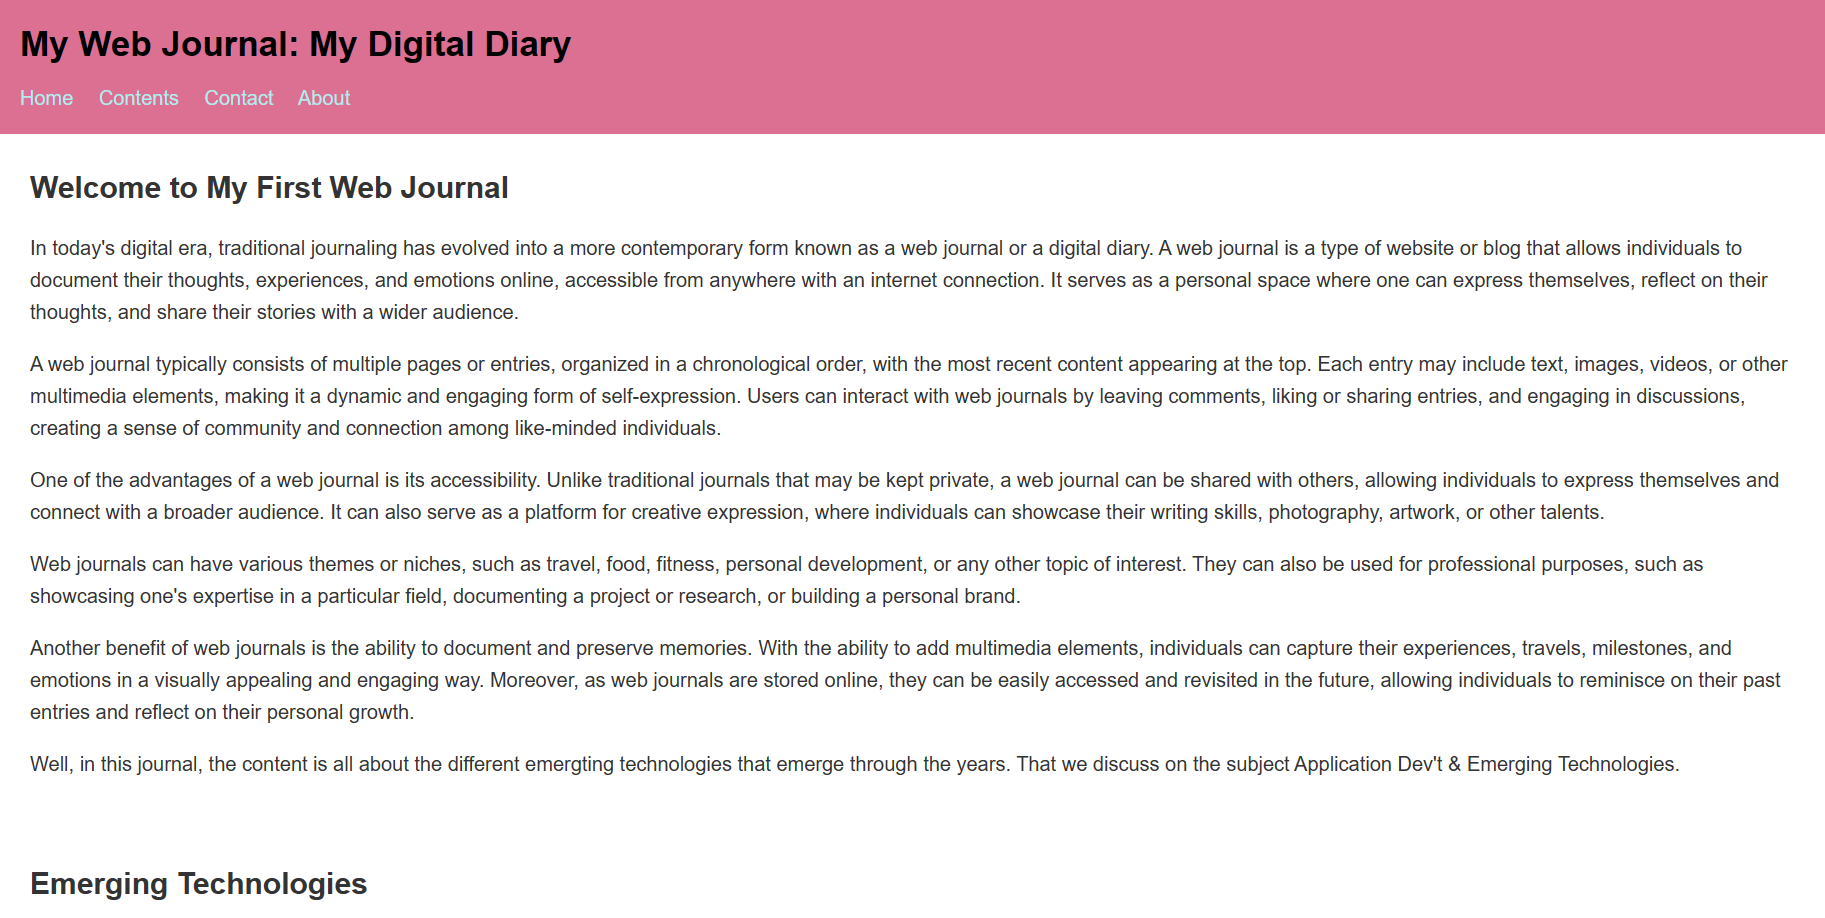 My Web Journal: My Digital Diary
Home Contents Contact About
Welcome to My First Web Journal
In today's digital era, traditional journaling has evolved into a more contemporary form known as a web journal or a digital diary. A web journal is a type of website or blog that allows individuals to
document their thoughts, experiences, and emotions online, accessible from anywhere with an internet connection. It serves as a personal space where one can express themselves, reflect on their
thoughts, and share their stories with a wider audience.
A web journal typically consists of multiple pages or entries, organized in a chronological order, with the most recent content appearing at the top. Each entry may include text, images, videos, or other
multimedia elements, making it a dynamic and engaging form of self-expression. Users can interact with web journals by leaving comments, liking or sharing entries, and engaging in discussions,
creating a sense of community and connection among like-minded individuals.
One of the advantages of a web journal is its accessibility. Unlike traditional journals that may be kept private, a web journal can be shared with others, allowing individuals to express themselves and
connect with a broader audience. It can also serve as a platform for creative expression, where individuals can showcase their writing skills, photography, artwork, or other talents.
Web journals can have various themes or niches, such as travel, food, fitness, personal development, or any other topic of interest. They can also be used for professional purposes, such as
showcasing one's expertise in a particular field, documenting a project or research, or building a personal brand.
Another benefit of web journals is the ability to document and preserve memories. With the ability to add multimedia elements, individuals can capture their experiences, travels, milestones, and
emotions in a visually appealing and engaging way. Moreover, as web journals are stored online, they can be easily accessed and revisited in the future, allowing individuals to reminisce on their past
entries and reflect on their personal growth.
Well, in this journal, the content is all about the different emergting technologies that emerge through the years. That we discuss on the subject Application Dev't & Emerging Technologies.
Emerging Technologies